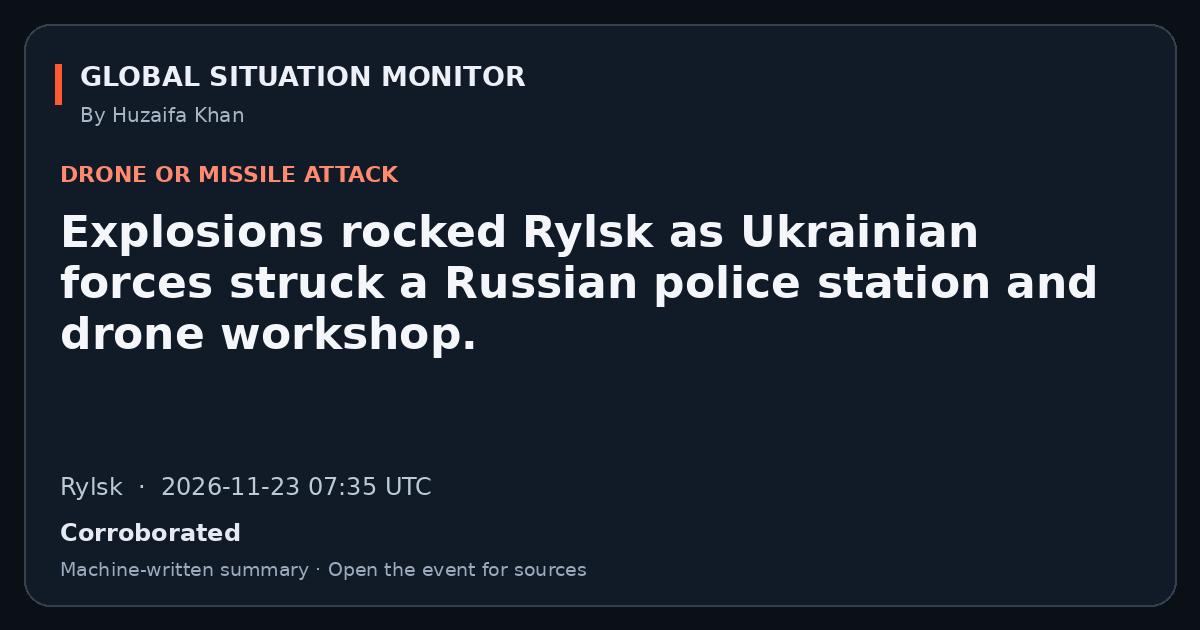 GLOBAL SITUATION MONITOR
By Huzaifa Khan
DRONE OR MISSILE ATTACK
Explosions rocked Rylsk as Ukrainian
forces struck a Russian police station and
drone workshop.
Rylsk · 2026-11-23 07:35 UTC
Corroborated
Machine-written summary · Open the event for sources